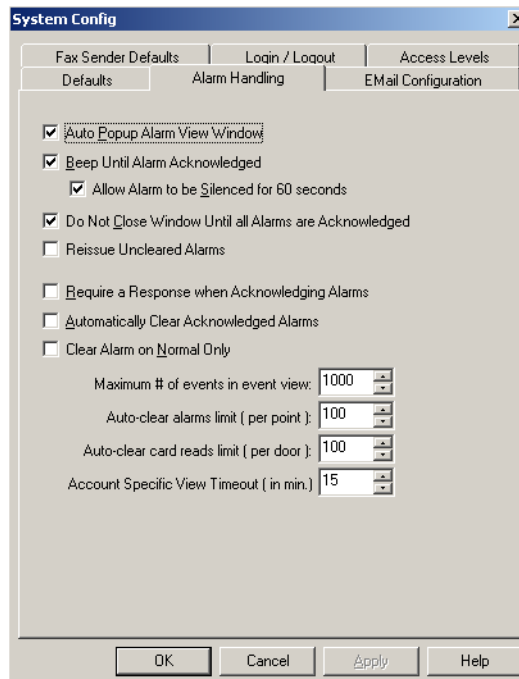 System Config
Fax Sender Defaults Login / Logout Access Levels
Defaults Alarm Handling EMail Configuration
Auto Popup Alarm View Window
Beep Until Alarm Acknowledged
Allow Alarm to be Silenced for 60 seconds
Do Not Close Window Until all Alarms are Acknowledged
Reissue Uncleared Alarms
Require a Response when Acknowledging Alarms
Automatically Clear Acknowledged Alarms
Clear Alarm on Normal Only
Maximum # of events in event view: 1000
Auto-clear alarms limit ( per point ): 100
Auto-clear card reads limit ( per door ): 100
Account Specific View Timeout ( in min.) 15
OK Cancel Apply Help